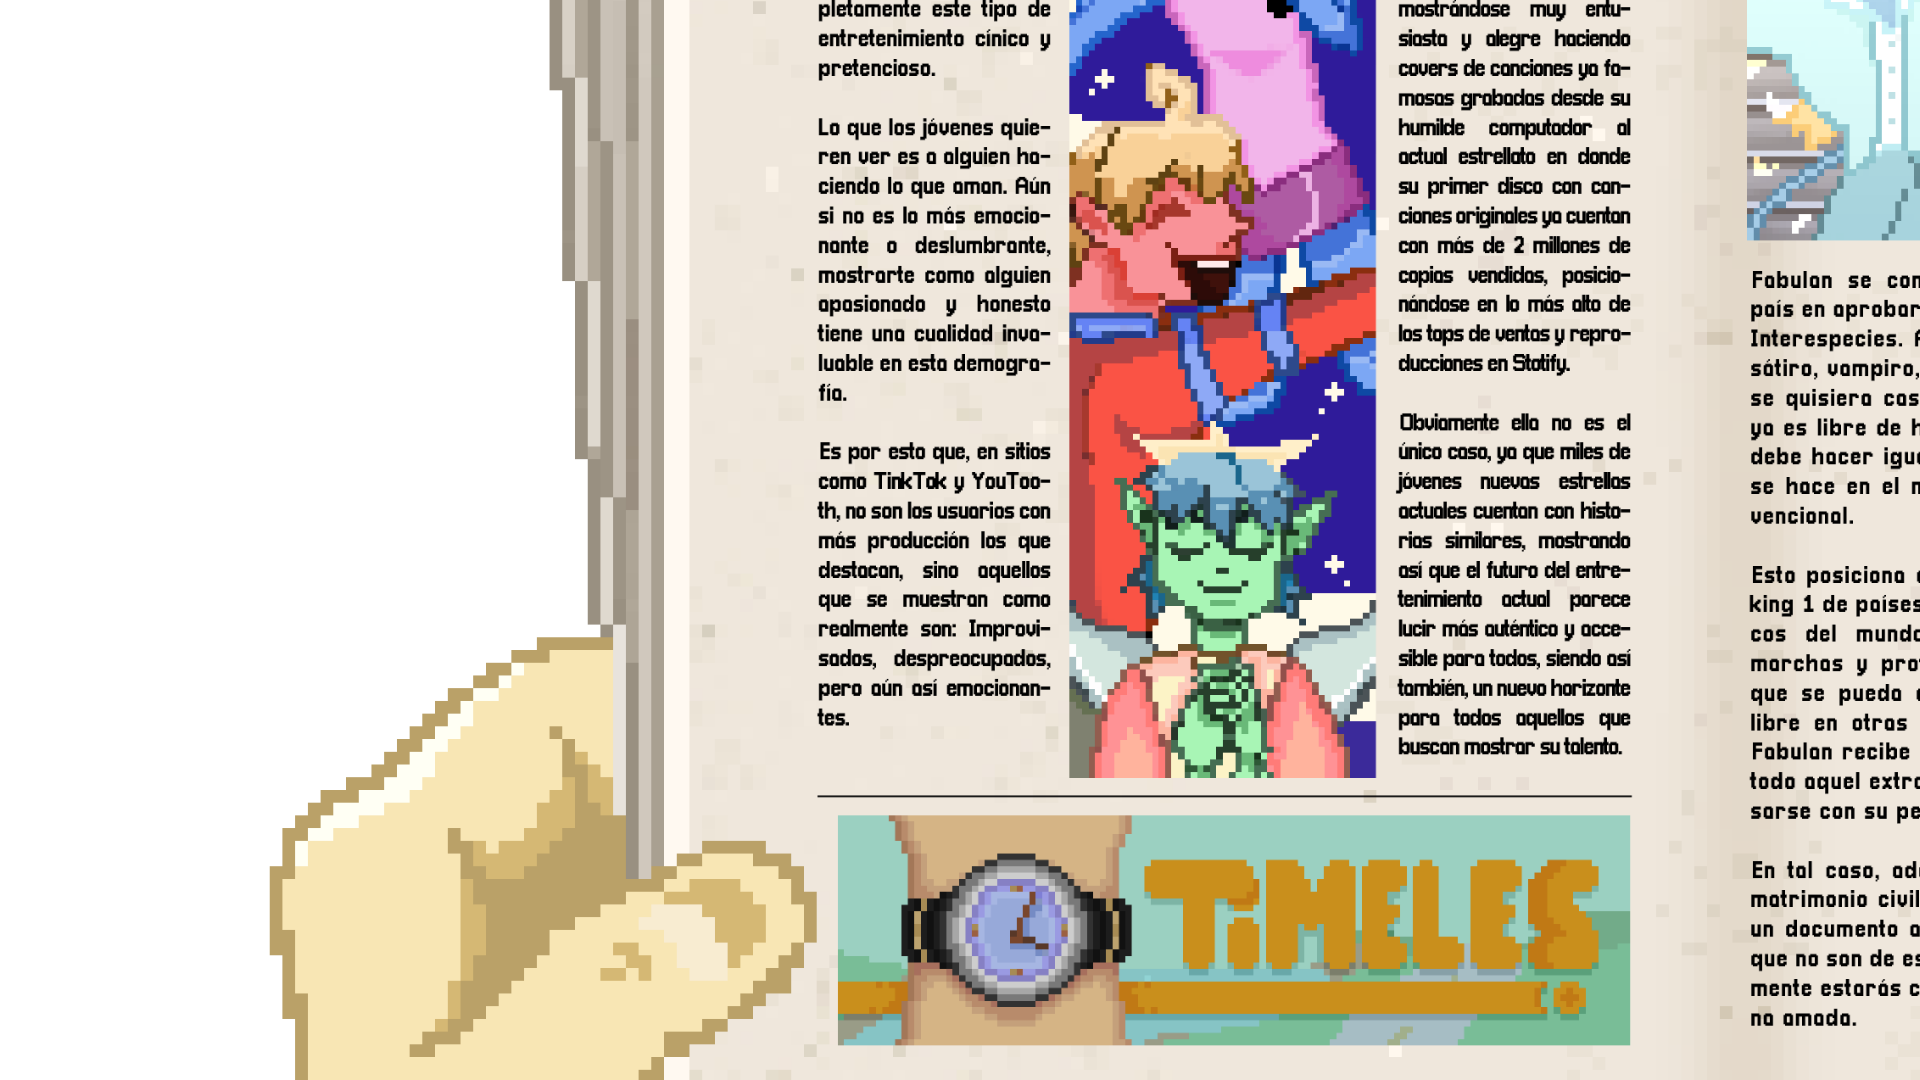 pletamente este tipo de
entretenimiento cínico y
pretencioso.
Lo que los jóvenes quie-
ren ver es a alguien ha-
ciendo lo que aman. Aún
si no es lo más emocio-
nante o deslumbrante,
mostrarte como alguien
apasionado y honesto
tiene una cualidad inva-
luable en esta demogra-
fía.
Es por esto que, en sitios
como TinkTok y YouToo-
th, no son los usuarios con
más producción los que
destacan, sino aquellos
que se muestran como
realmente son: Improvi-
sados, despreocupados,
pero aún así emocionan-
tes.
mostrándose muy entu-
siasta y alegre haciendo
covers de canciones ya fa-
mosas grabadas desde su
humilde computador al
actual estrellato en donde
su primer disco con can-
ciones originales ya cuentan
con más de 2 millones de
copias vendidas, posicio-
nándose en lo más alto de
los tops de ventas y repro-
ducciones en Statify.
Obviamente ella no es el
único caso, ya que miles de
jóvenes nuevas estrellas
actuales cuentan con histo-
rias similares, mostrando
así que el futuro del entre-
tenimiento actual parece
lucir más auténtico y acce-
sible para todos, siendo así
también, un nuevo horizonte
para todos aquellos que
buscan mostrar su talento.
TiMELES
Fabulan se con
país en aprobar
Interespecies.
sátiro, vampiro,
se quisiera cas
ya es libre de h
debe hacer igu
se hace en el
vencional.
Esto posiciona
king 1 de países
cos del mundo
marchas y pro
que se pueda
libre en otras
Fabulan recibe
todo aquel extra
sarse con su pe
En tal caso, ad
matrimonio civil
un documento a
que no son de es
mente estarás c
na amada.